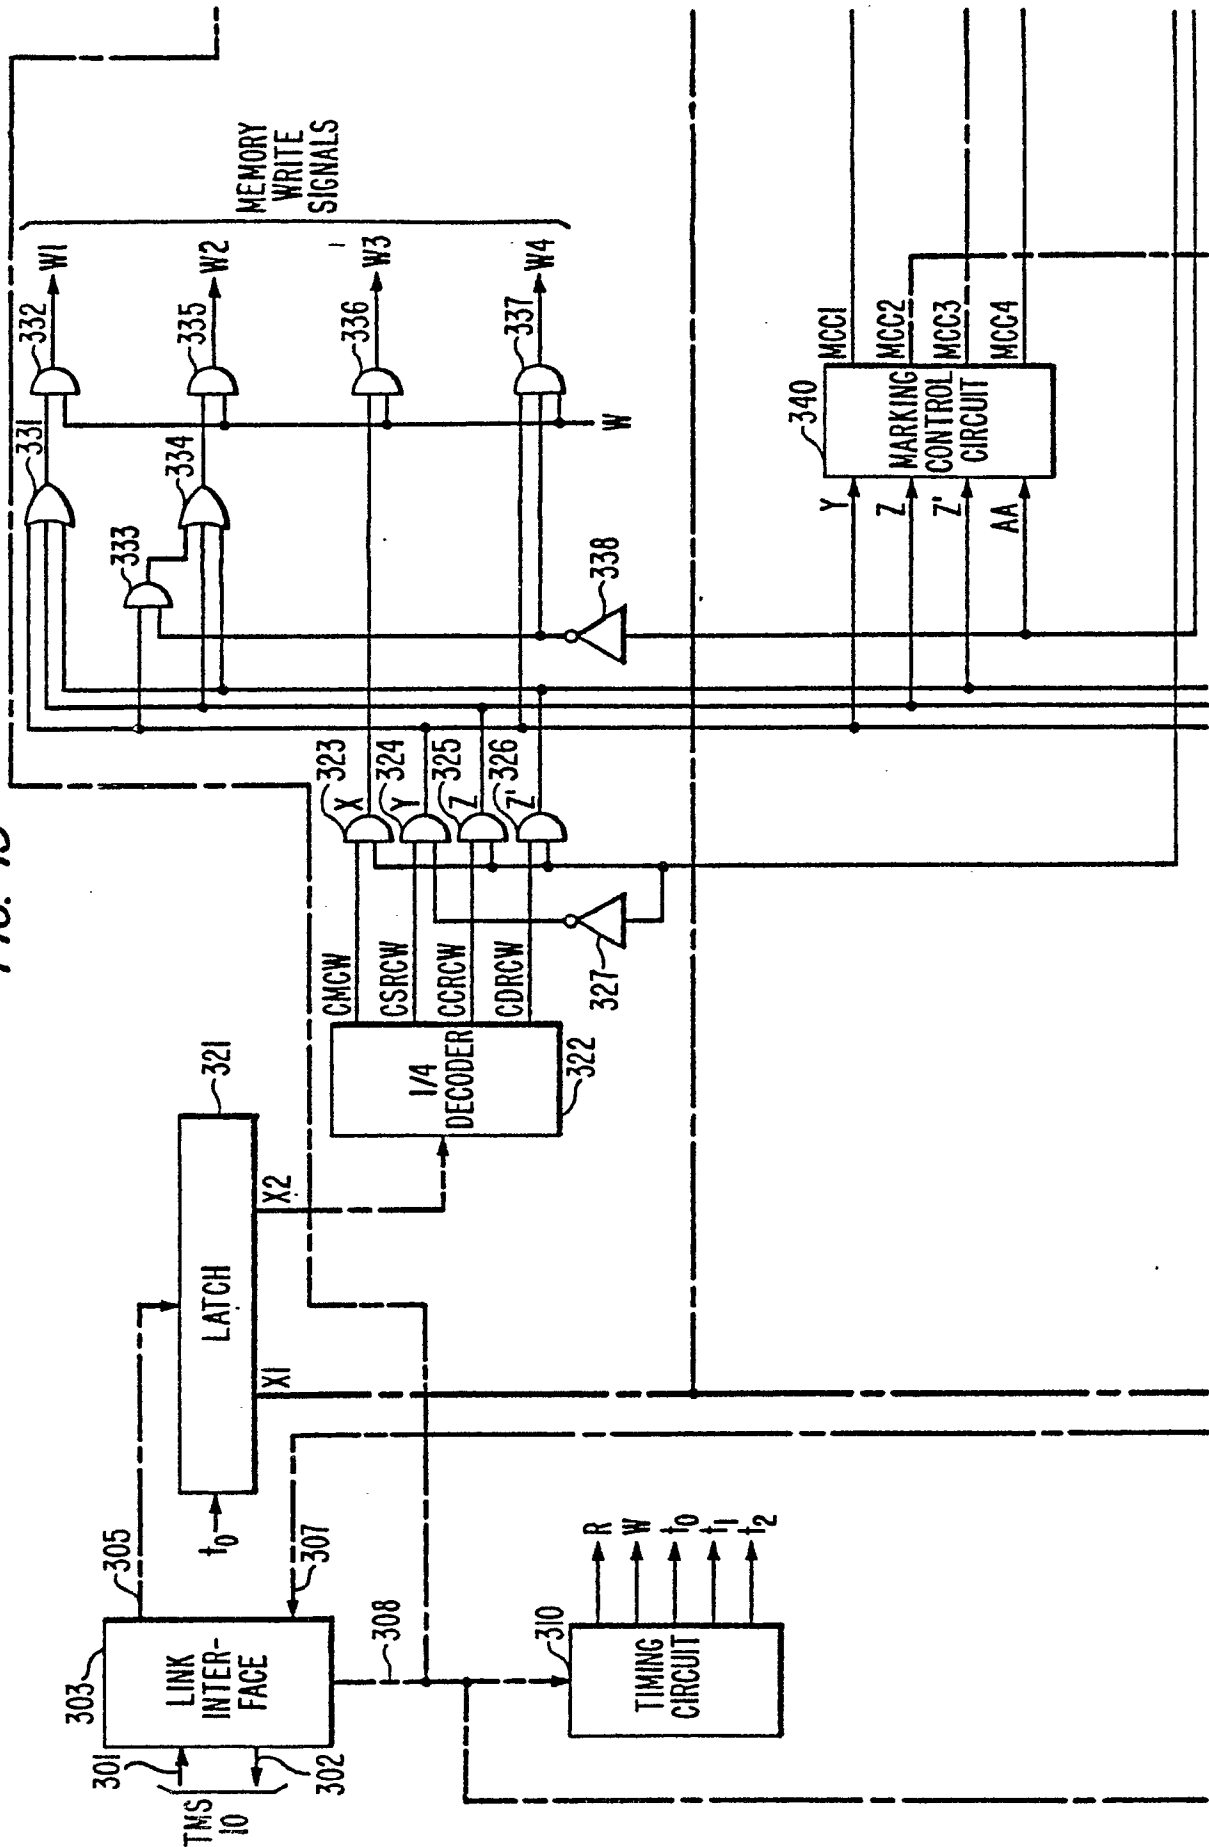 FIG. 13
TMS
10
301
302
303
LINK
INTER-
FACE
305
307
308
310
TIMING
CIRCUIT
R
W
t0
t1
t2
t0
LATCH
321
X1
X2
1/4
DECODER
322
CMCW
CSRCW
CCRCW
CDRCW
327
323
X
324
Y
325
Z
326
Z'
338
333
331
334
332
335
336
337
W
W1
W2
W3
W4
MEMORY
WRITE
SIGNALS
Y
Z
Z'
AA
340
MARKING
CONTROL
CIRCUIT
MCC1
MCC2
MCC3
MCC4